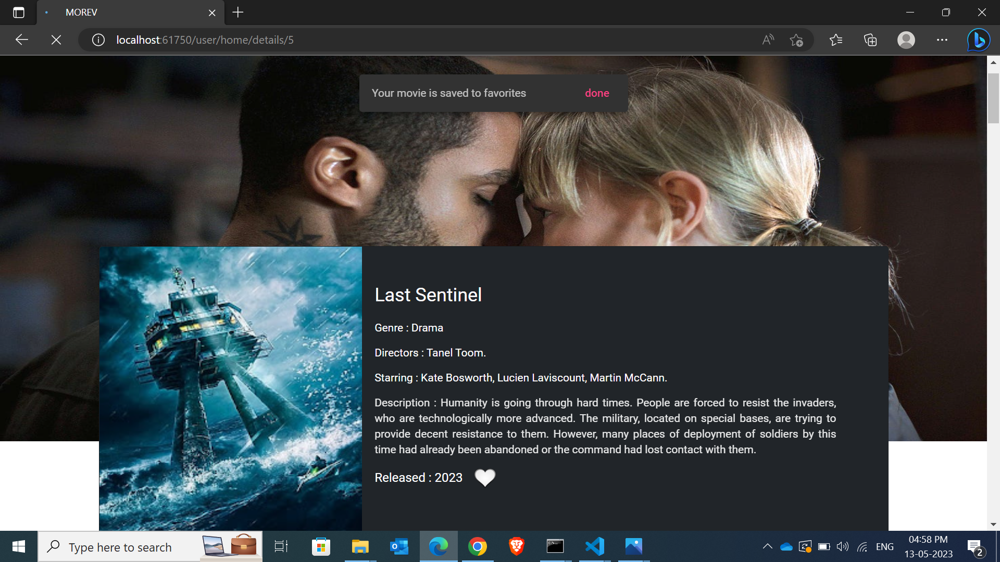 MOREV
localhost:61750/user/home/details/5
Your movie is saved to favorites done
Last Sentinel
Genre : Drama
Directors : Tanel Toom.
Starring : Kate Bosworth, Lucien Laviscount, Martin McCann.
Description : Humanity is going through hard times. People are forced to resist the invaders,
who are technologically more advanced. The military, located on special bases, are trying to
provide decent resistance to them. However, many places of deployment of soldiers by this
time had already been abandoned or the command had lost contact with them.
Released : 2023
Type here to search
ENG
04:58 PM
13-05-2023
2